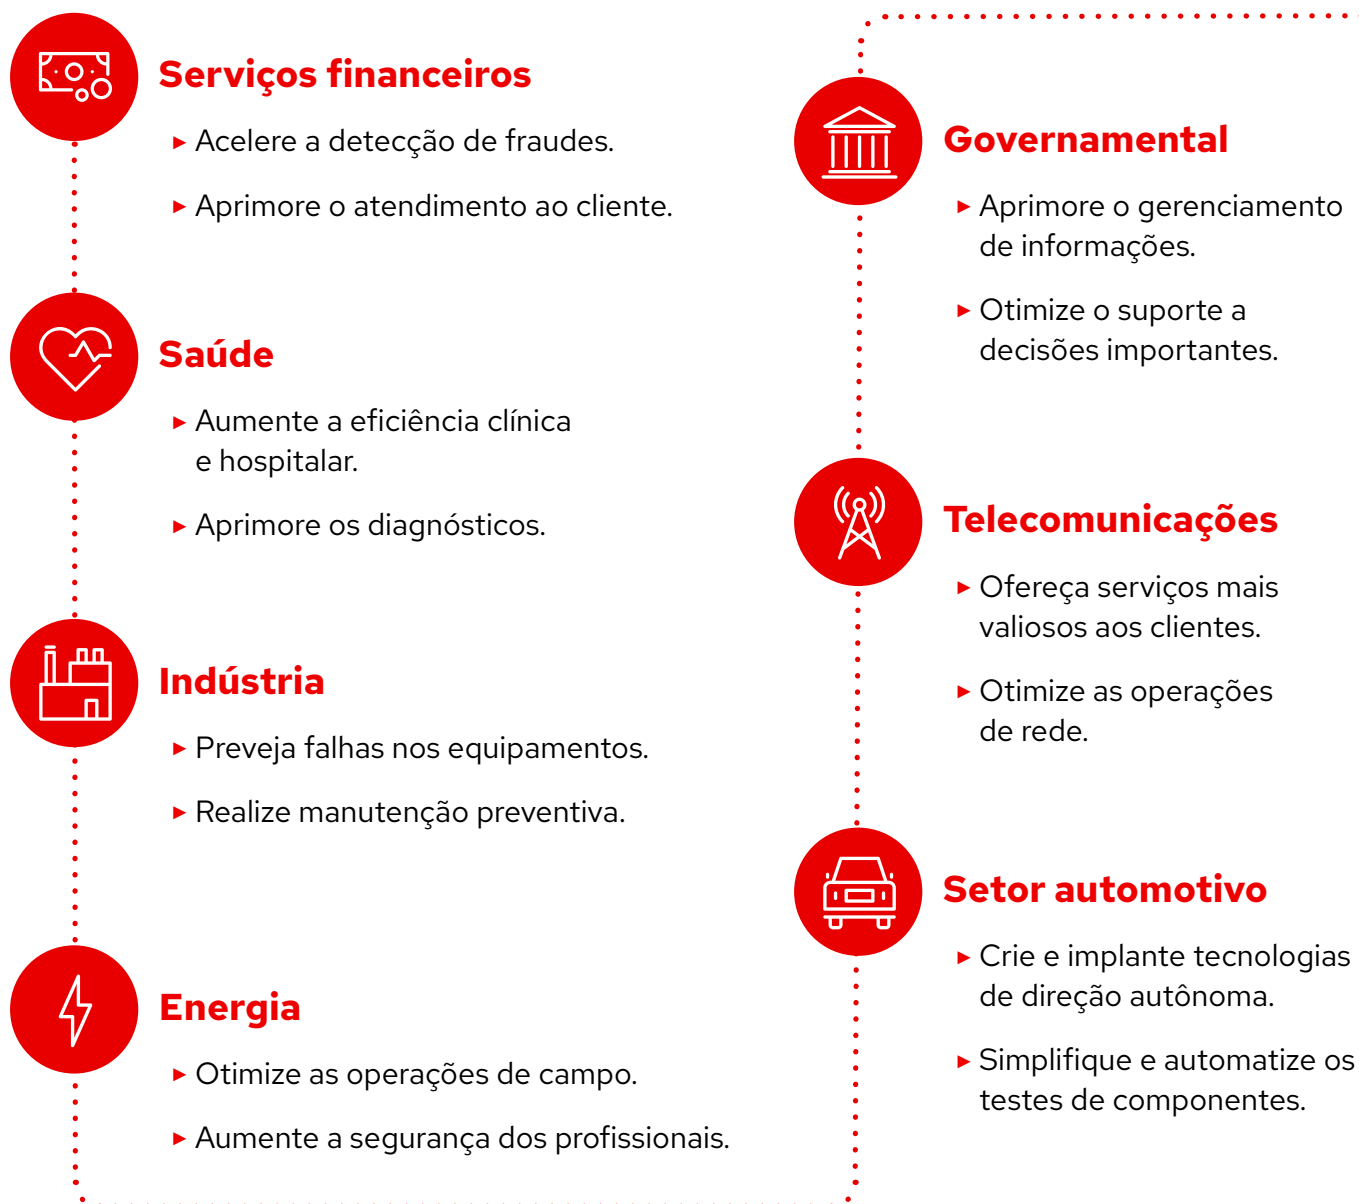 Serviços financeiros
▸ Acelere a detecção de fraudes.
▸ Aprimore o atendimento ao cliente.
Saúde
▸ Aumente a eficiência clínica
e hospitalar.
▸ Aprimore os diagnósticos.
Indústria
▸ Preveja falhas nos equipamentos.
▸ Realize manutenção preventiva.
Energia
▸ Otimize as operações de campo.
▸ Aumente a segurança dos profissionais.
Governamental
▸ Aprimore o gerenciamento
de informações.
▸ Otimize o suporte a
decisões importantes.
Telecomunicações
▸ Ofereça serviços mais
valiosos aos clientes.
▸ Otimize as operações
de rede.
Setor automotivo
▸ Crie e implante tecnologias
de direção autônoma.
▸ Simplifique e automatize os
testes de componentes.